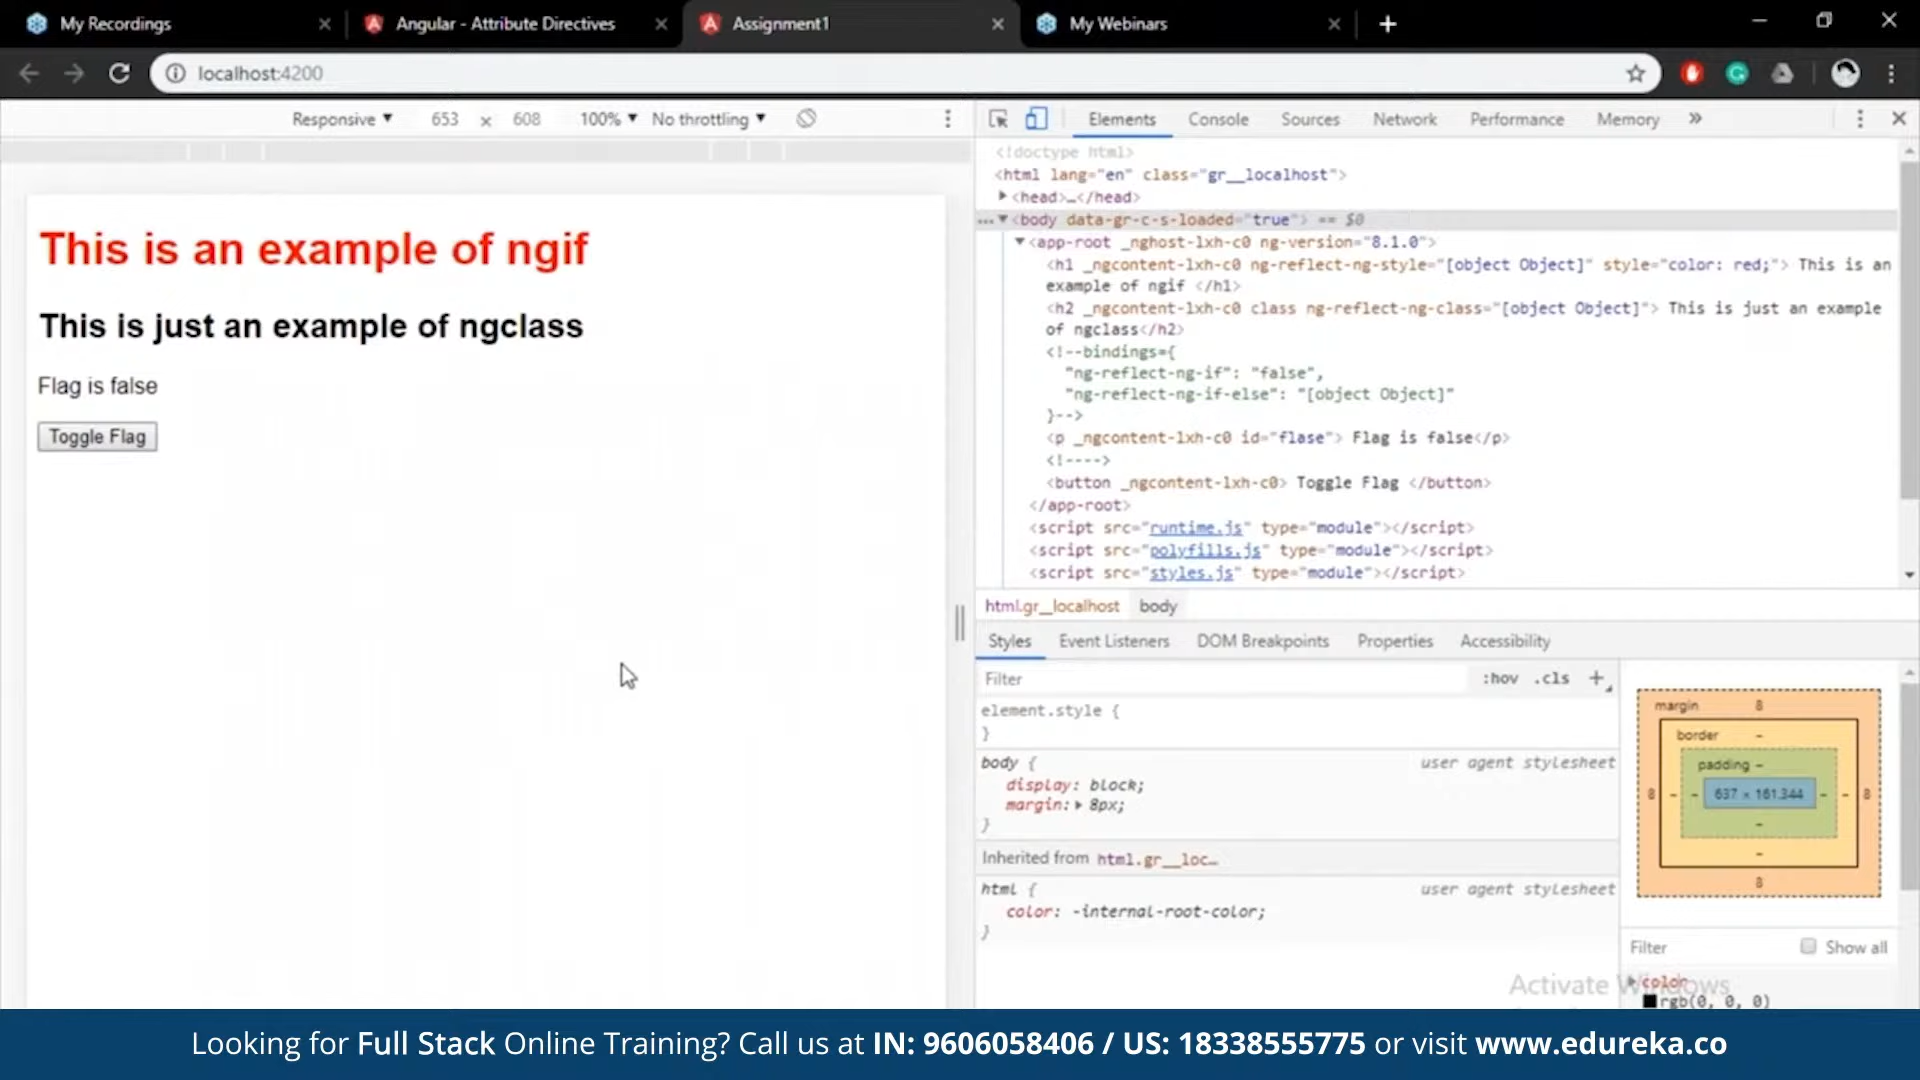 My Recordings
Angular - Attribute Directives
Assignment1
My Webinars
localhost:4200
Responsive
653 × 608
100%
No throttling
This is an example of ngif
This is just an example of ngclass
Flag is false
Toggle Flag
Elements Console Sources Network Performance Memory »
<!doctype html>
<html lang="en" class="gr__localhost">
<head>…</head>
… <body data-gr-c-s-loaded="true"> == $0
<app-root _nghost-lxh-c0 ng-version="8.1.0">
<h1 _ngcontent-lxh-c0 ng-reflect-ng-style="[object Object]" style="color: red;"> This is an
example of ngif </h1>
<h2 _ngcontent-lxh-c0 class ng-reflect-ng-class="[object Object]"> This is just an example
of ngclass</h2>
<!--bindings={
"ng-reflect-ng-if": "false",
"ng-reflect-ng-if-else": "[object Object]"
}-->
<p _ngcontent-lxh-c0 id="flase"> Flag is false</p>
<!---->
<button _ngcontent-lxh-c0> Toggle Flag </button>
</app-root>
<script src="runtime.js" type="module"></script>
<script src="polyfills.js" type="module"></script>
<script src="styles.js" type="module"></script>
html.gr__localhost body
Styles Event Listeners DOM Breakpoints Properties Accessibility
Filter :hov .cls +
element.style {
}
body { user agent stylesheet
display: block;
margin: 8px;
}
Inherited from html.gr__loc…
html { user agent stylesheet
color: -internal-root-color;
}
margin 8
border -
padding -
8 - - 637 × 161.344 - - 8
-
-
8
Filter Show all
color
rgb(0, 0, 0)
Activate Windows
Looking for Full Stack Online Training? Call us at IN: 9606058406 / US: 18338555775 or visit www.edureka.co